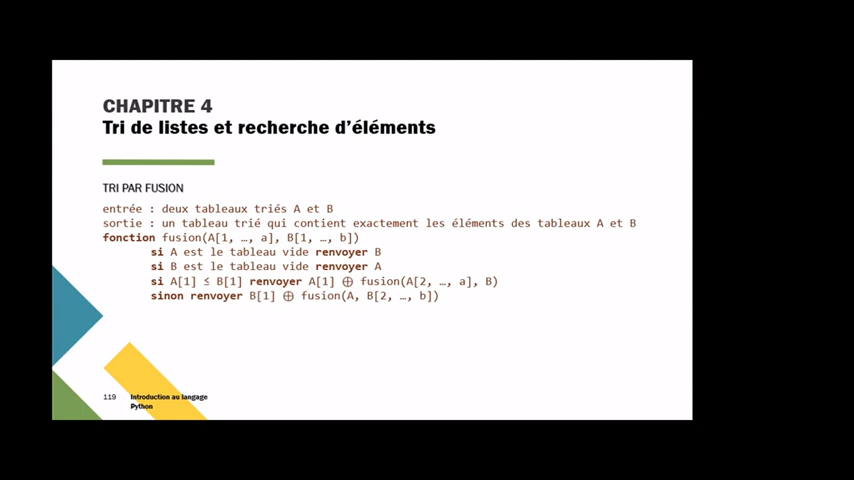 CHAPITRE 4
Tri de listes et recherche d'éléments
TRI PAR FUSION
entrée : deux tableaux triés A et B
sortie : un tableau trié qui contient exactement les éléments des tableaux A et B
fonction fusion(A[1, …, a], B[1, …, b])
si A est le tableau vide renvoyer B
si B est le tableau vide renvoyer A
si A[1] ≤ B[1] renvoyer A[1] ⊕ fusion(A[2, …, a], B)
sinon renvoyer B[1] ⊕ fusion(A, B[2, …, b])
119 Introduction au langage
Python